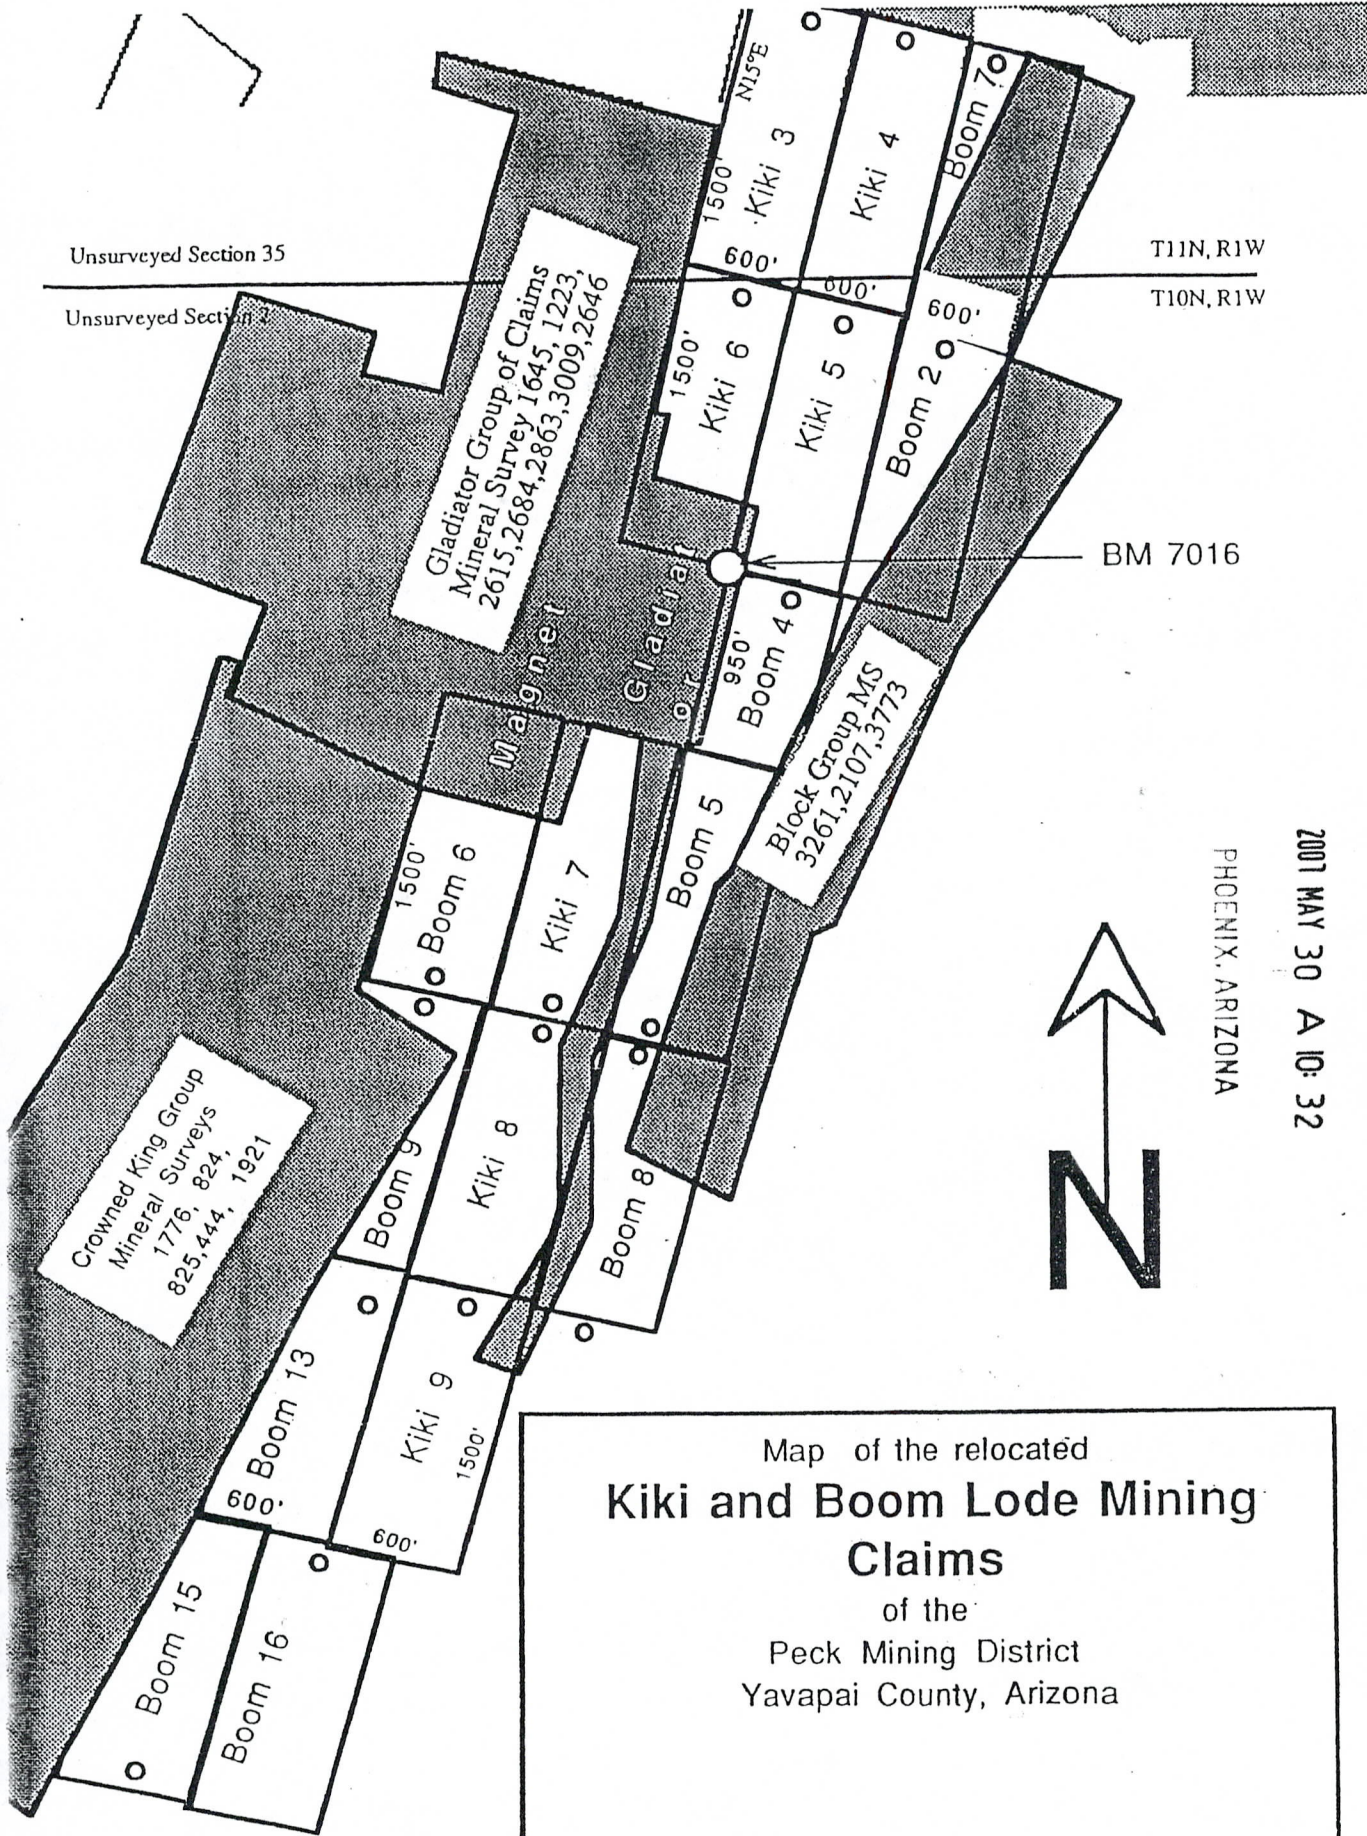 N15°E
Kiki 3
1500'
600'
Kiki 4
Boom 7
Unsurveyed Section 35
T11N, R1W
Unsurveyed Section 2
T10N, R1W
Gladiator Group of Claims
Mineral Survey 1645, 1223,
2615,2684,2863,3009,2646
600'
600'
1500'
Kiki 6
Kiki 5
Boom 2
BM 7016
Magnet
Gladiat
or
950'
Boom 4
Block Group MS
3261,2107,3773
1500'
Boom 6
Kiki 7
Boom 5
2007 MAY 30 A 10:32
PHOENIX, ARIZONA
N
Crowned King Group
Mineral Surveys
1776, 824,
825,444, 1921
Boom 9
Kiki 8
Boom 8
Boom 13
600'
Kiki 9
1500'
600'
Boom 15
Boom 16
Map of the relocated
Kiki and Boom Lode Mining
Claims
of the
Peck Mining District
Yavapai County, Arizona